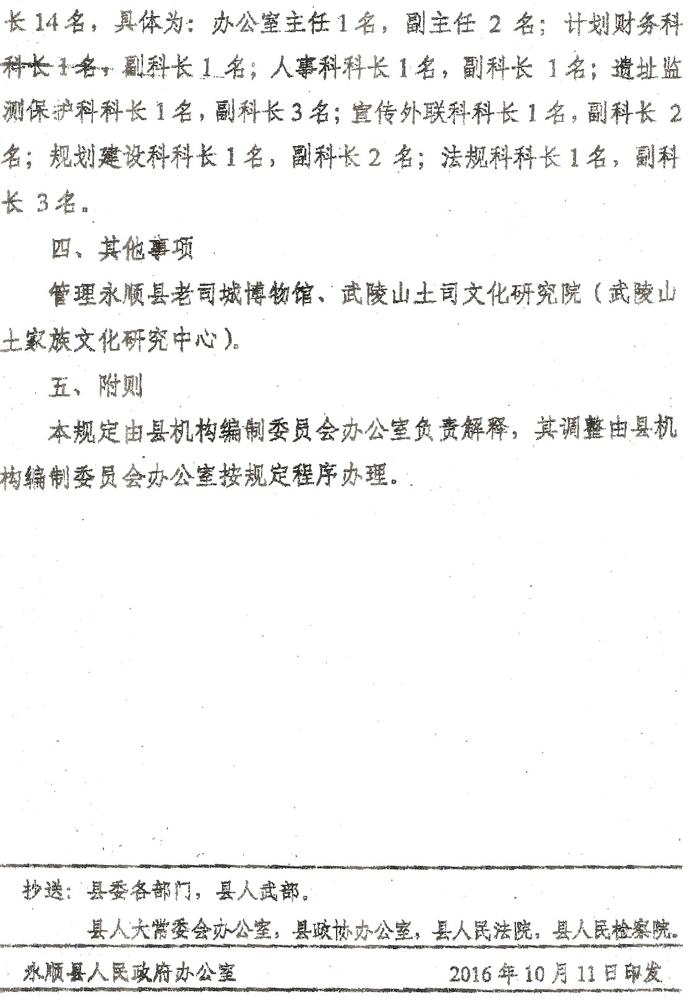 长14名，具体为：办公室主任1名，副主任 2 名；计划财务科
科长1名，副科长1 名；人事科科长1名，副科长 1名；遗址监
测保护科科长1名，副科长3名；宣传外联科科长1名，副科长 2
名；规划建设科科长1名，副科长2 名；法规科科长1名，副科
长 3名。
四、其他事项
管理永顺县老司城博物馆、武陵山土司文化研究院（武陵山
土家族文化研究中心）。
五、附则
本规定由县机构编制委员会办公室负责解释，其调整由县机
构编制委员会办公室按规定程序办理。
抄送：县委各部门，县人武部。
县人大常委会办公室，县政协办公室，县人民法院，县人民检察院。
永顺县人民政府办公室 2016年10月11日印发